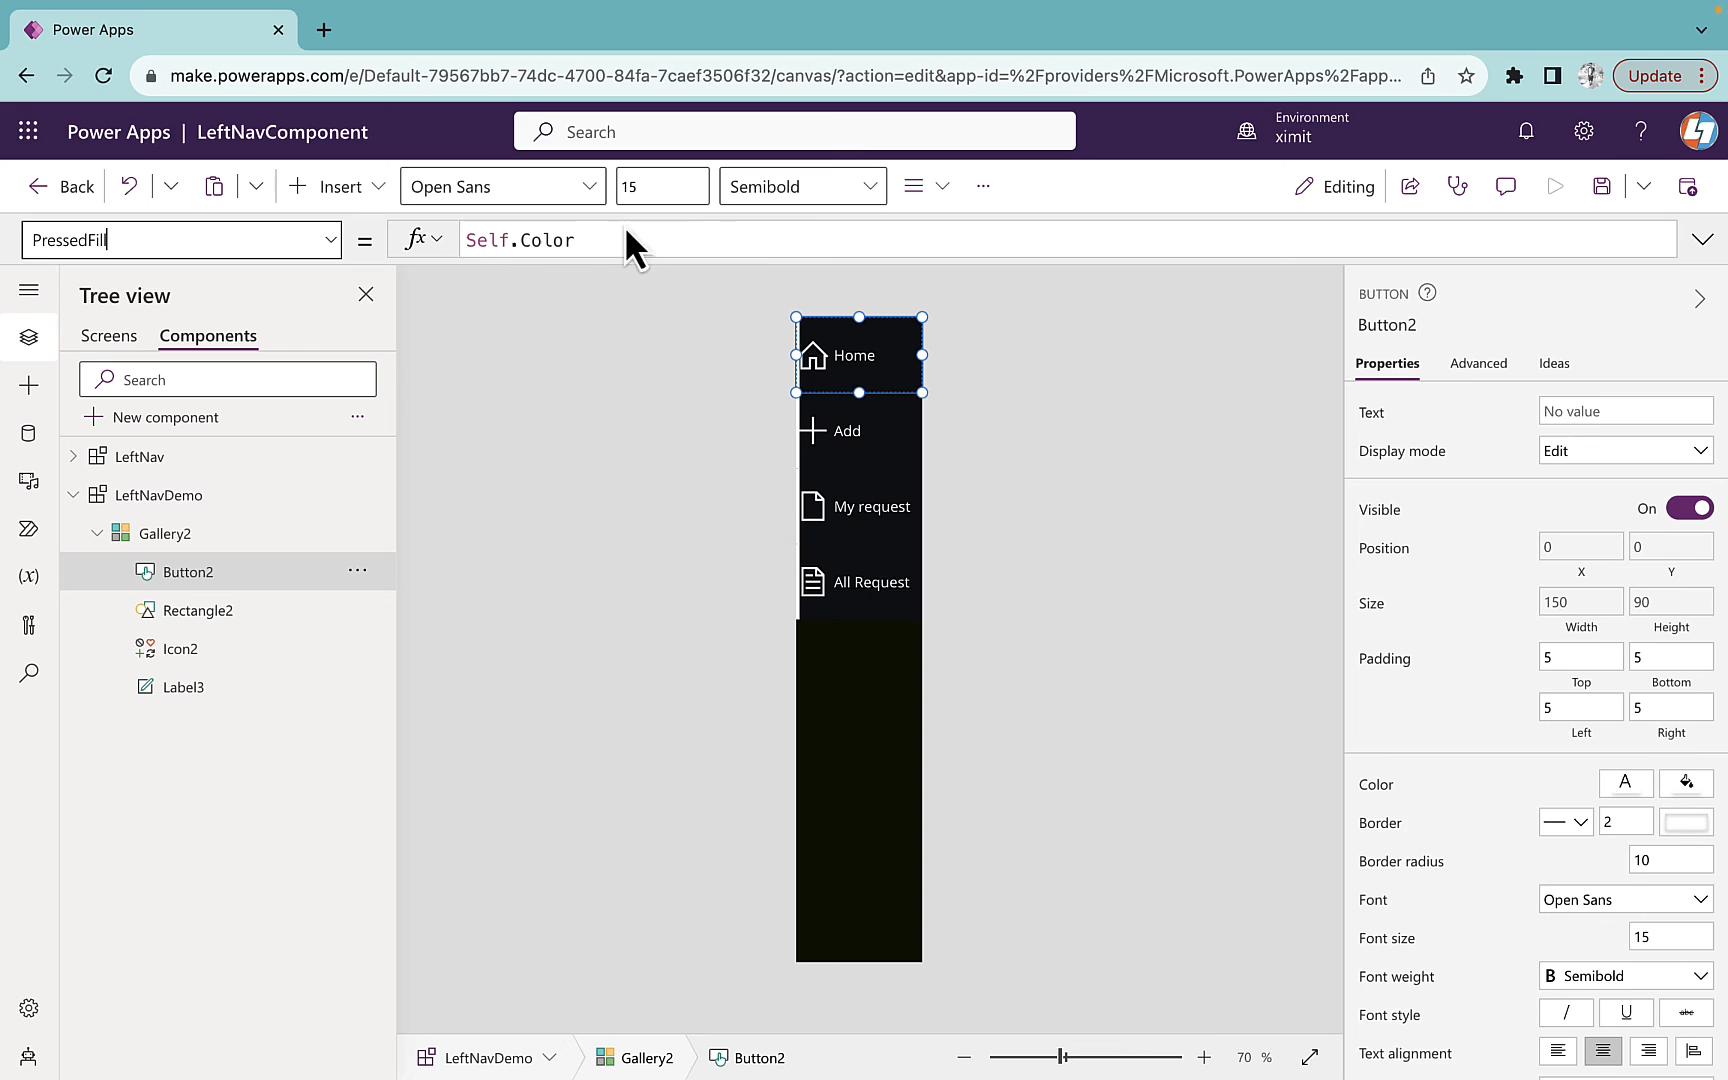 Power Apps
make.powerapps.com/e/Default-79567bb7-74dc-4700-84fa-7caef3506f32/canvas/?action=edit&app-id=%2Fproviders%2FMicrosoft.PowerApps%2Fapp...
Update
Power Apps | LeftNavComponent
Search
Environment
ximit
Back
Insert
Open Sans
15
Semibold
Editing
PressedFill
=
fx
Self.Color
Tree view
Screens
Components
Search
New component
LeftNav
LeftNavDemo
Gallery2
Button2
Rectangle2
Icon2
Label3
(x)
Home
Add
My request
All Request
BUTTON
Button2
Properties
Advanced
Ideas
Text
No value
Display mode
Edit
Visible
On
Position
0
0
X
Y
Size
150
90
Width
Height
Padding
5
5
Top
Bottom
5
5
Left
Right
Color
A
Border
2
Border radius
10
Font
Open Sans
Font size
15
Font weight
B Semibold
Font style
/
U
abc
Text alignment
LeftNavDemo
Gallery2
Button2
70 %